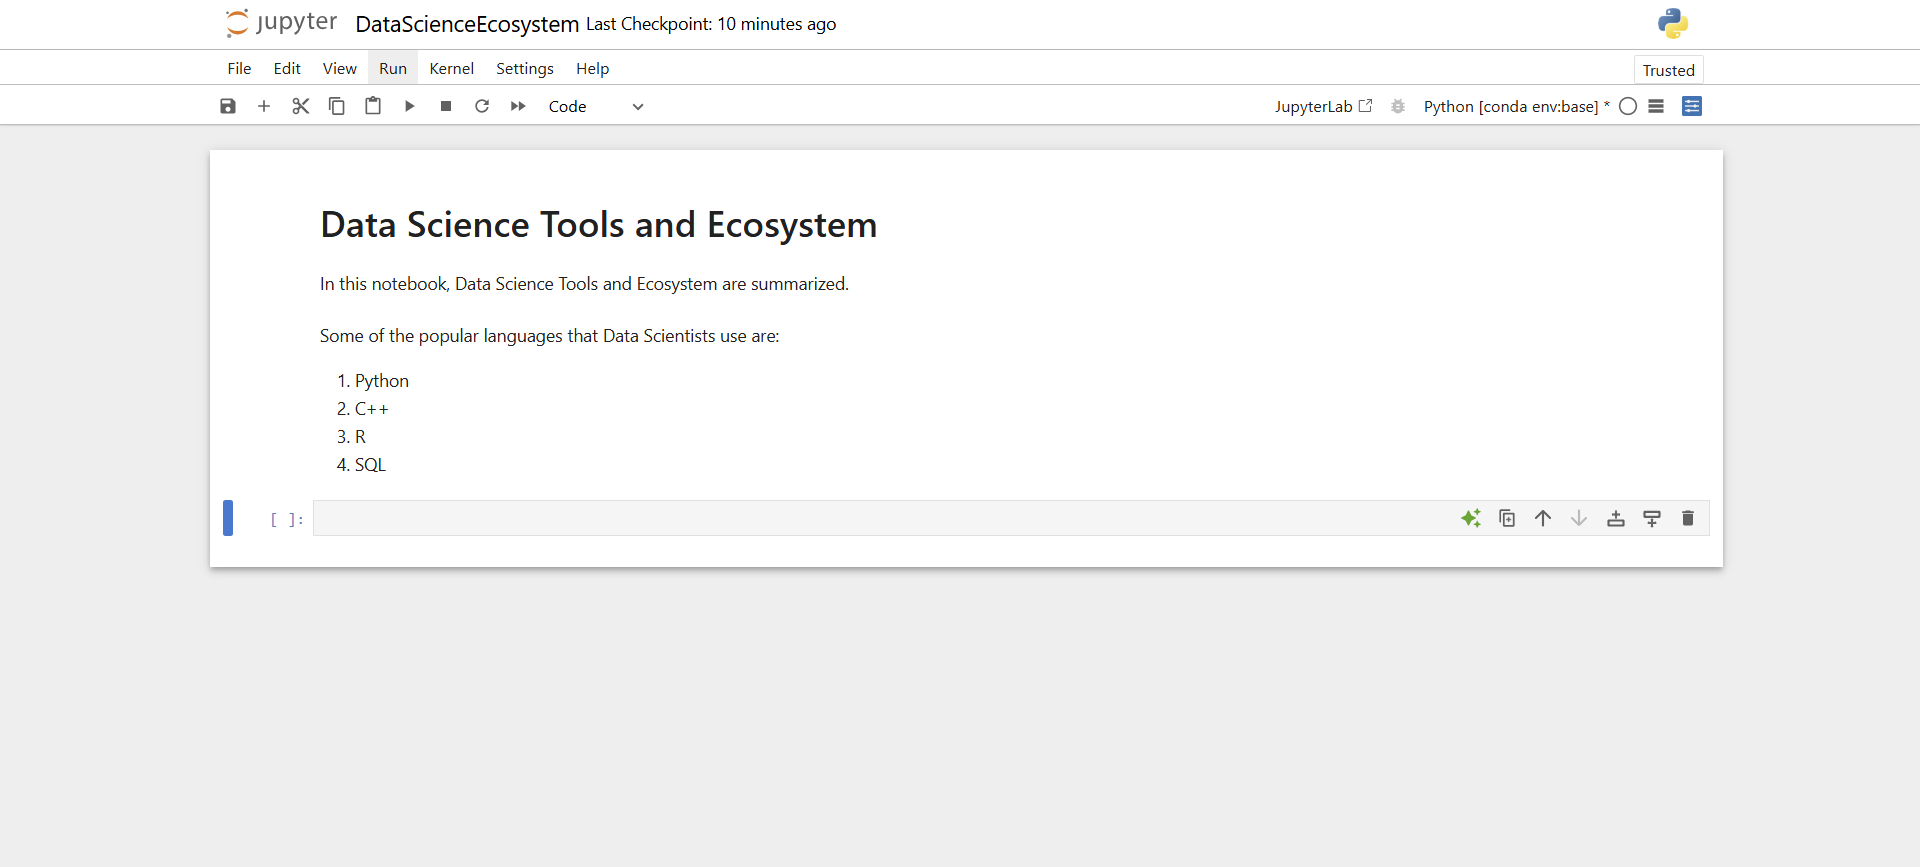 jupyter DataScienceEcosystem Last Checkpoint: 10 minutes ago
File Edit View Run Kernel Settings Help Trusted
Code JupyterLab Python [conda env:base] *
Data Science Tools and Ecosystem
In this notebook, Data Science Tools and Ecosystem are summarized.
Some of the popular languages that Data Scientists use are:
1. Python
2. C++
3. R
4. SQL
[ ]: